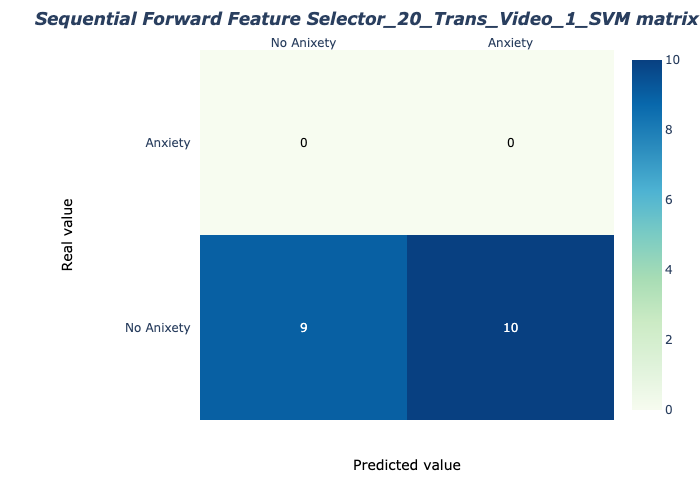 Sequential Forward Feature Selector_20_Trans_Video_1_SVM matrix
No Anixety Anxiety
Anxiety 0 0
No Anixety 9 10
Real value
Predicted value
10
8
6
4
2
0